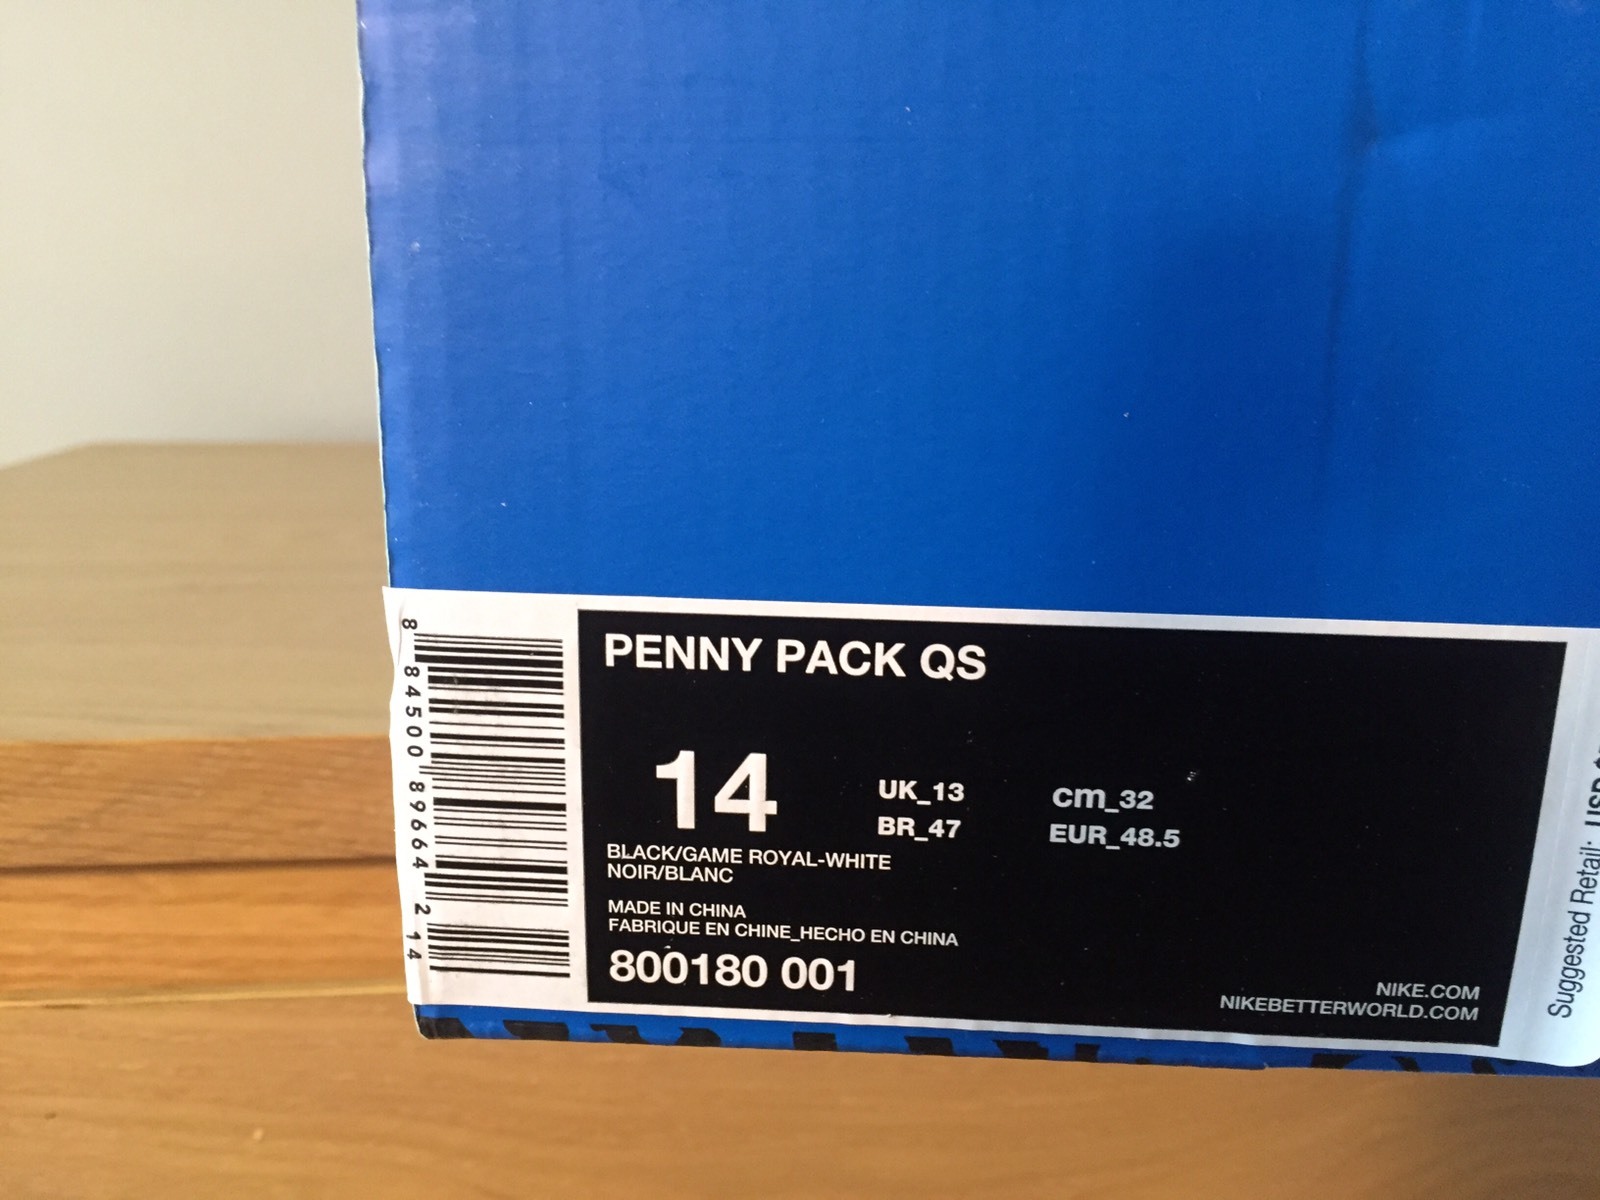 PENNY PACK QS
14
UK_13
cm_32
BR_47
EUR_48.5
BLACK/GAME ROYAL-WHITE
NOIR/BLANC
MADE IN CHINA
FABRIQUE EN CHINE_HECHO EN CHINA
800180 001
NIKE.COM
NIKEBETTERWORLD.COM
8 84500 89664 2 14
Suggested Retail: USD